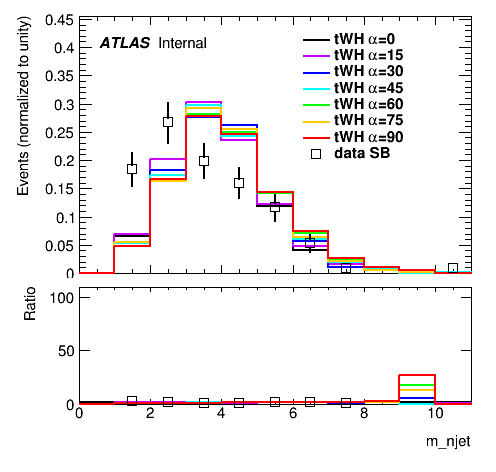 0.45
ATLAS Internal
0.4
0.35
0.3
0.25
0.2
0.15
0.1
0.05
0
Events (normalized to unity)
tWH α=0
tWH α=15
tWH α=30
tWH α=45
tWH α=60
tWH α=75
tWH α=90
data SB
Ratio
100
50
0
0 2 4 6 8 10
m_njet